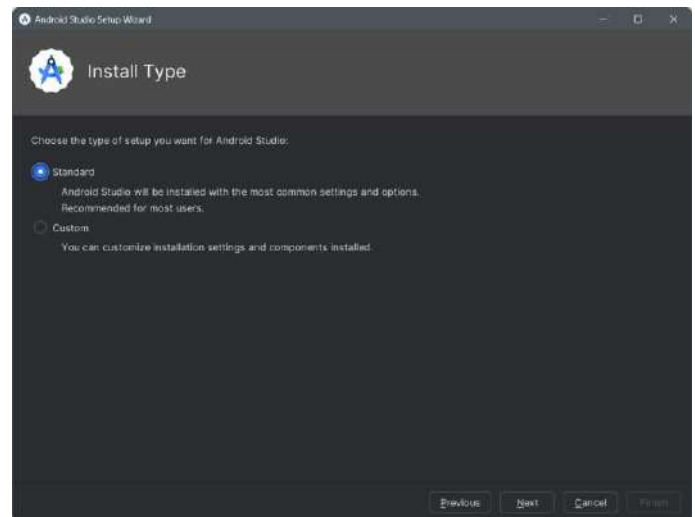 Android Studio Setup Wizard
Install Type
Choose the type of setup you want for Android Studio:
Standard
Android Studio will be installed with the most common settings and options.
Recommended for most users.
Custom
You can customize installation settings and components installed.
Previous Next Cancel Finish